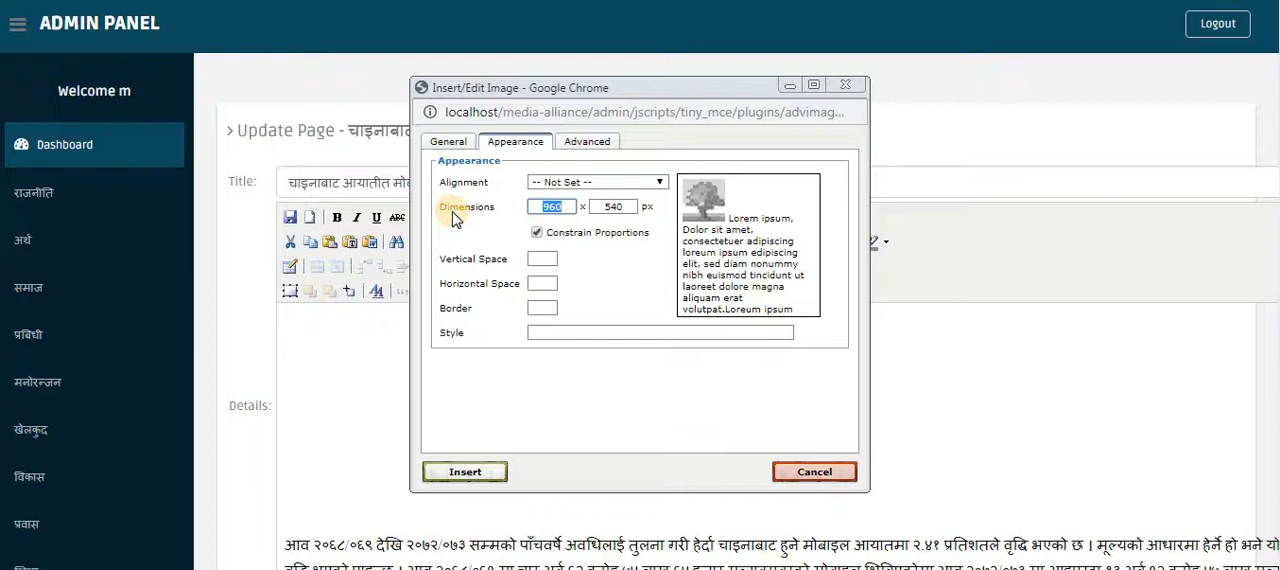 ADMIN PANEL
Logout
Welcome m
Dashboard
राजनीति
अर्थ
समाज
प्रबिधी
मनोरन्जन
खेलकुद
विकास
प्रवास
Update Page - चाइनाबाट
Title:
चाइनाबाट आयातीत मो
B I U ABC
Details:
Insert/Edit Image - Google Chrome
localhost/media-alliance/admin/jscripts/tiny_mce/plugins/advimag...
General
Appearance
Advanced
Appearance
Alignment
-- Not Set --
Dimensions
960 x 540 px
Constrain Proportions
Vertical Space
Horizontal Space
Border
Style
Lorem ipsum,
Dolor sit amet,
consectetuer adipiscing
loreum ipsum edipiscing
elit, sed diam nonummy
nibh euismod tincidunt ut
laoreet dolore magna
aliquam erat
volutpat.Loreum ipsum
Insert
Cancel
आव २०६८/०६९ देखि २०७२/०७३ सम्मको पाँचवर्षे अवधिलाई तुलना गरी हेर्दा चाइनाबाट हुने मोबाइल आयातमा २.४१ प्रतिशतले वृद्धि भएको छ । मूल्यको आधारमा हेर्ने हो भने यो